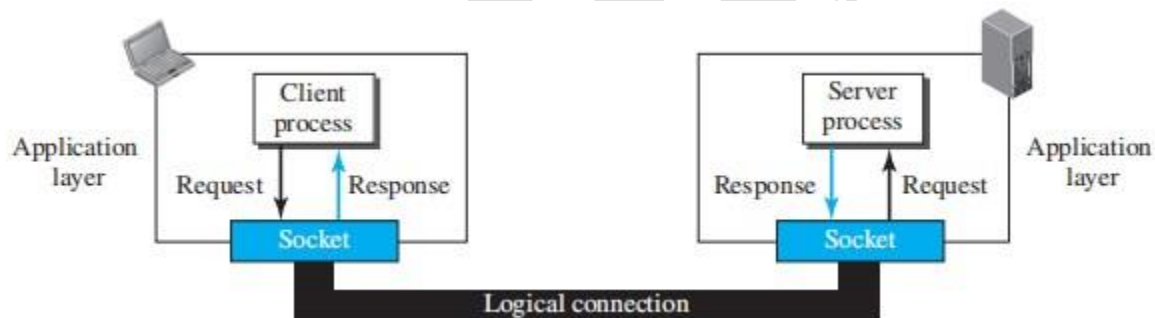 Client
process
Application
layer
Request
Response
Socket
Server
process
Application
layer
Response
Request
Socket
Logical connection